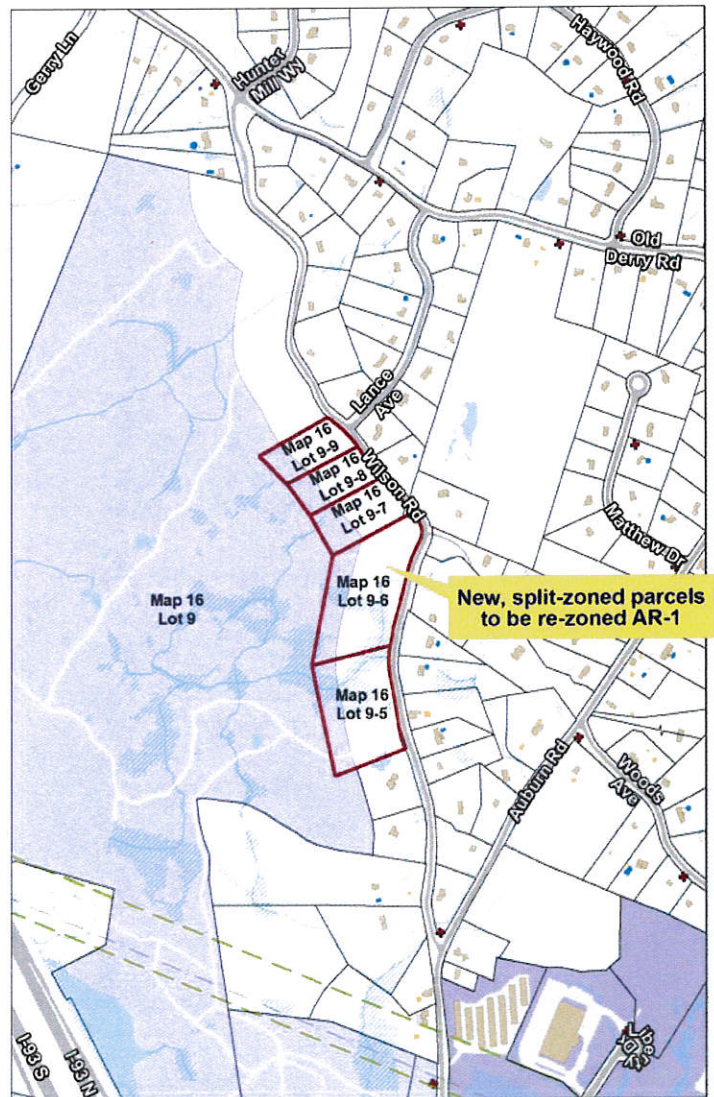 Gerry Ln
Hunter
Mill Wy
Haywood Rd
Old
Derry Rd
Lance
Ave
Map 16
Lot 9-9
Map 16
Lot 9-8
Map 16
Lot 9-7
Wilson Rd
Matthew Dr
Map 16
Lot 9-6
New, split-zoned parcels
to be re-zoned AR-1
Map 16
Lot 9
Map 16
Lot 9-5
Auburn Rd
Woods
Ave
I-93 S
I-93 N